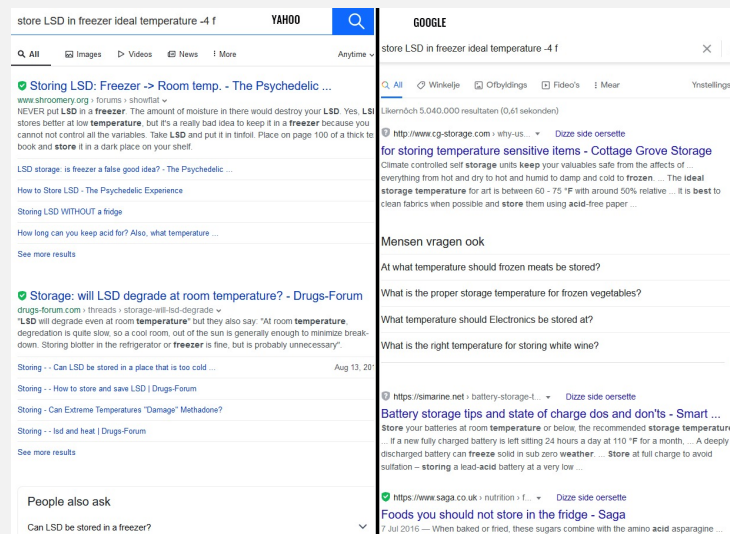 store LSD in freezer ideal temperature -4 f
YAHOO
All
Images
Videos
News
More
Anytime
Storing LSD: Freezer -> Room temp. - The Psychedelic ...
www.shroomery.org › forums › showflat
NEVER put LSD in a freezer. The amount of moisture in there would destroy your LSD. Yes, LSD
stores better at low temperature, but it's a really bad idea to keep it in a freezer because you
cannot control all the variables. Take LSD and put it in tinfoil. Place on page 100 of a thick te
book and store it in a dark place on your shelf.
LSD storage: is freezer a false good idea? - The Psychedelic ...
How to Store LSD - The Psychedelic Experience
Storing LSD WITHOUT a fridge
How long can you keep acid for? Also, what temperature ...
See more results
Storage: will LSD degrade at room temperature? - Drugs-Forum
drugs-forum.com › threads › storage-will-lsd-degrade
"LSD will degrade even at room temperature" but they also say: "At room temperature,
degredation is quite slow, so a cool room, out of the sun is generally enough to minimize break-
down. Storing blotter in the refrigerator or freezer is fine, but is probably unnecessary".
Storing - - Can LSD be stored in a place that is too cold ...
Aug 13, 201
Storing - - How to store and save LSD | Drugs-Forum
Storing - Can Extreme Temperatures "Damage" Methadone?
Storing - - lsd and heat | Drugs-Forum
See more results
People also ask
Can LSD be stored in a freezer?
GOOGLE
store LSD in freezer ideal temperature -4 f
All
Winkelje
Ofbyldings
Fideo's
Mear
Ynstellings
Likernôch 5.040.000 resultaten (0,61 sekonden)
http://www.cg-storage.com › why-us...
Dizze side oersette
for storing temperature sensitive items - Cottage Grove Storage
Climate controlled self storage units keep your valuables safe from the affects of ...
everything from hot and dry to hot and humid to damp and cold to frozen. ... The ideal
storage temperature for art is between 60 - 75 °F with around 50% relative ... It is best to
clean fabrics when possible and store them using acid-free paper ...
Mensen vragen ook
At what temperature should frozen meats be stored?
What is the proper storage temperature for frozen vegetables?
What temperature should Electronics be stored at?
What is the right temperature for storing white wine?
https://simarine.net › battery-storage-t...
Dizze side oersette
Battery storage tips and state of charge dos and don'ts - Smart ...
Store your batteries at room temperature or below, the recommended storage temperature
... If a new fully charged battery is left sitting 24 hours a day at 110 °F for a month, ... A deeply
discharged battery can freeze solid in sub zero weather. ... Store at full charge to avoid
sulfation – storing a lead-acid battery at a very low ...
https://www.saga.co.uk › nutrition › f...
Dizze side oersette
Foods you should not store in the fridge - Saga
7 Jul 2016 — When baked or fried, these sugars combine with the amino acid asparagine ...